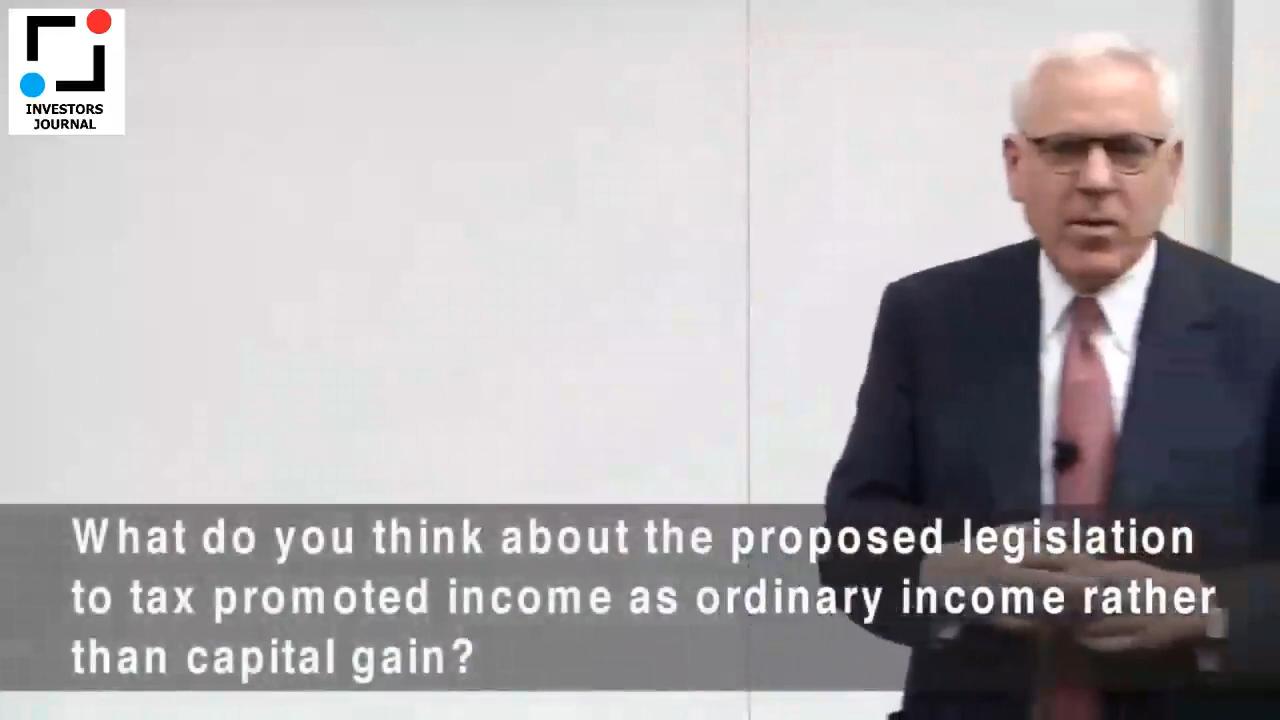 INVESTORS
JOURNAL
What do you think about the proposed legislation
to tax promoted income as ordinary income rather
than capital gain?